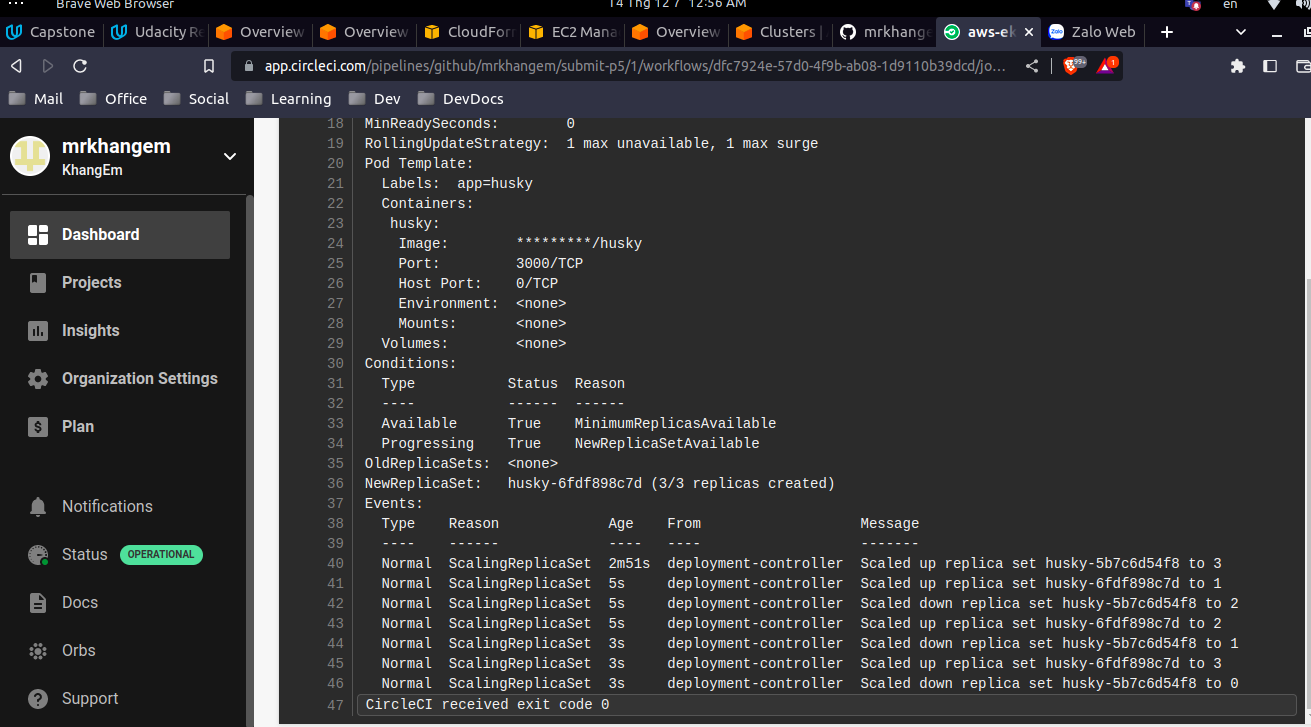 Brave Web Browser
14 Thg 12 7 12:56 AM
en
Capstone
Udacity Re
Overview
Overview
CloudForm
EC2 Mana
Overview
Clusters |
mrkhange
aws-ek
Zalo Web
app.circleci.com/pipelines/github/mrkhangem/submit-p5/1/workflows/dfc7924e-57d0-4f9b-ab08-1d9110b39dcd/jo...
99+
1
Mail
Office
Social
Learning
Dev
DevDocs
mrkhangem
KhangEm
Dashboard
Projects
Insights
Organization Settings
Plan
Notifications
Status OPERATIONAL
Docs
Orbs
Support
18 MinReadySeconds: 0
19 RollingUpdateStrategy: 1 max unavailable, 1 max surge
20 Pod Template:
21 Labels: app=husky
22 Containers:
23 husky:
24 Image: *********/husky
25 Port: 3000/TCP
26 Host Port: 0/TCP
27 Environment: <none>
28 Mounts: <none>
29 Volumes: <none>
30 Conditions:
31 Type Status Reason
32 ---- ------ ------
33 Available True MinimumReplicasAvailable
34 Progressing True NewReplicaSetAvailable
35 OldReplicaSets: <none>
36 NewReplicaSet: husky-6fdf898c7d (3/3 replicas created)
37 Events:
38 Type Reason Age From Message
39 ---- ------ ---- ---- -------
40 Normal ScalingReplicaSet 2m51s deployment-controller Scaled up replica set husky-5b7c6d54f8 to 3
41 Normal ScalingReplicaSet 5s deployment-controller Scaled up replica set husky-6fdf898c7d to 1
42 Normal ScalingReplicaSet 5s deployment-controller Scaled down replica set husky-5b7c6d54f8 to 2
43 Normal ScalingReplicaSet 5s deployment-controller Scaled up replica set husky-6fdf898c7d to 2
44 Normal ScalingReplicaSet 3s deployment-controller Scaled down replica set husky-5b7c6d54f8 to 1
45 Normal ScalingReplicaSet 3s deployment-controller Scaled up replica set husky-6fdf898c7d to 3
46 Normal ScalingReplicaSet 3s deployment-controller Scaled down replica set husky-5b7c6d54f8 to 0
47 CircleCI received exit code 0